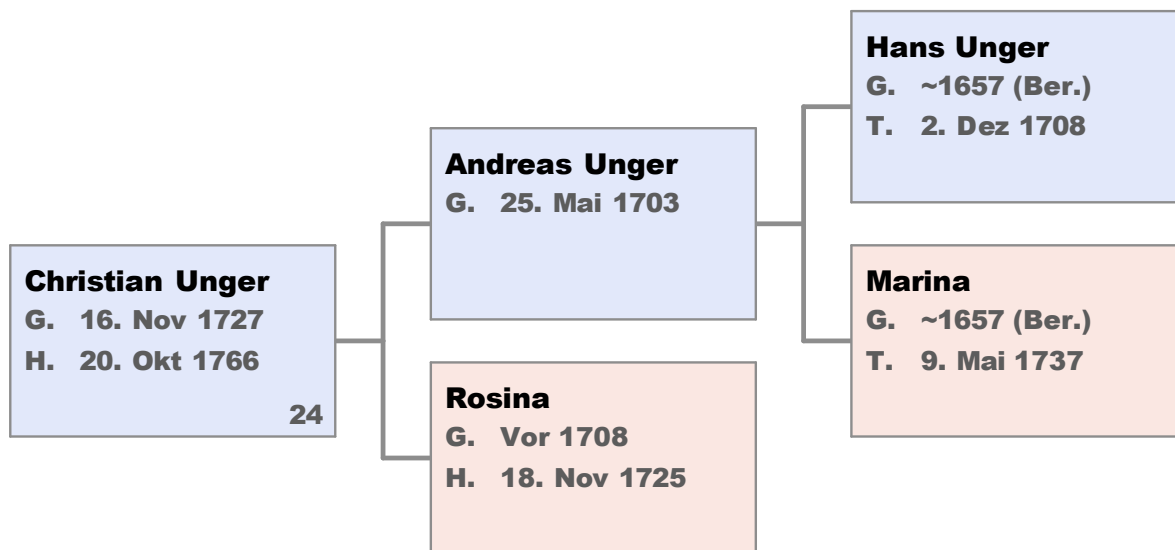 Hans Unger
G. ~1657 (Ber.)
T. 2. Dez 1708
Andreas Unger
G. 25. Mai 1703
Christian Unger
G. 16. Nov 1727
H. 20. Okt 1766
24
Marina
G. ~1657 (Ber.)
T. 9. Mai 1737
Rosina
G. Vor 1708
H. 18. Nov 1725